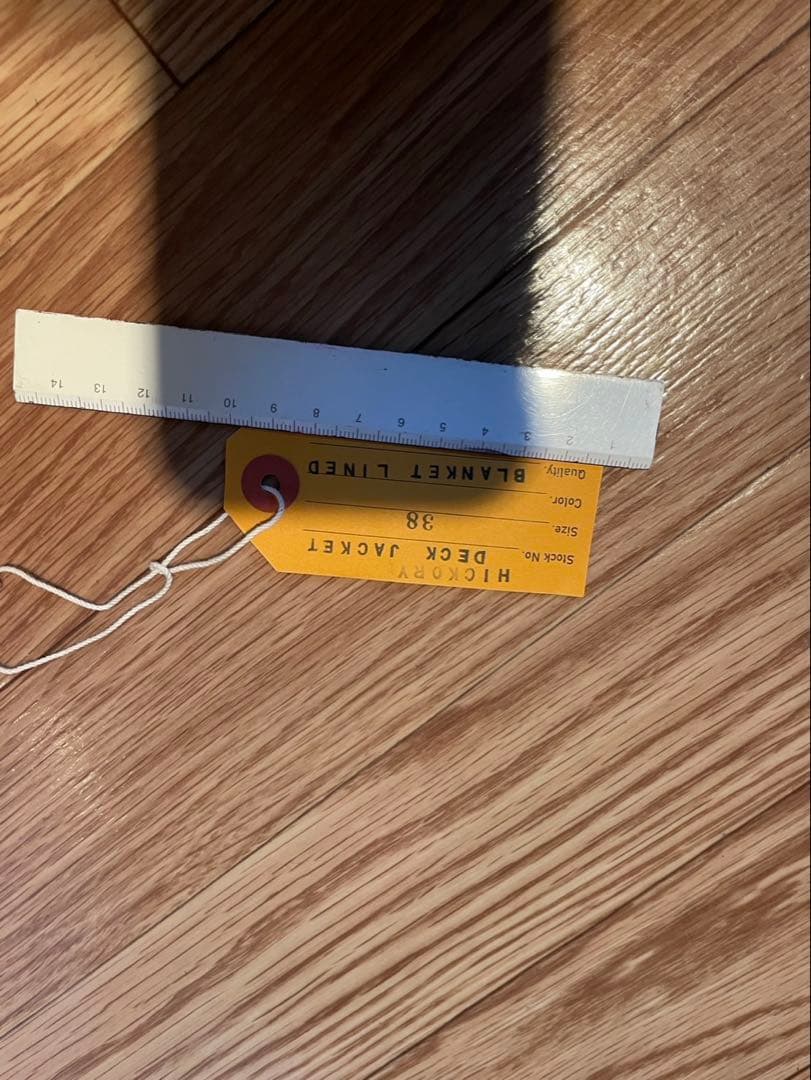 HICKORY
Stock No. DECK JACKET
Size. 38
Color.
Quality. BLANKET LINED
1 2 3 4 5 6 7 8 9 10 11 12 13 14